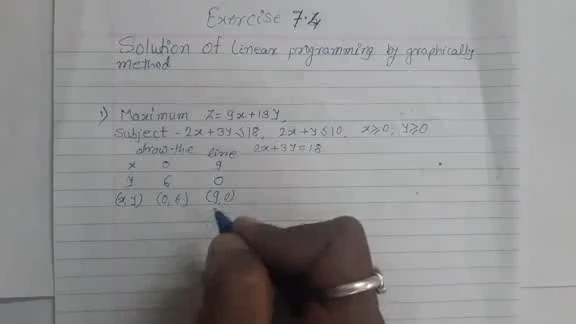 Exercise 7.4
Solution of linear programming by graphically
method
1) Maximum Z=9x+13y
Subject - 2x+3y≤18, 2x+y≤10, x≥0, y≥0
draw the line 2x+3y=18
x 0 9
y 6 0
(x,y) (0,6) (9,0)